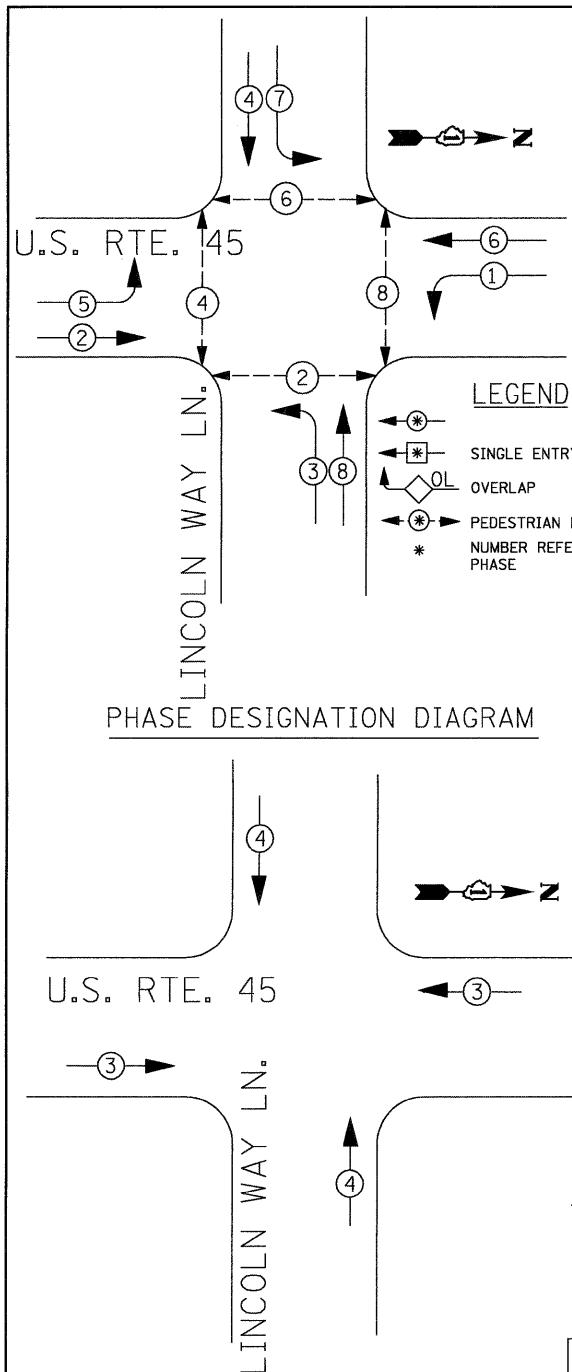 4 7
N
6
U.S. RTE. 45
6
1
5
4
8
2
2
LEGEND
*
3 8
* SINGLE ENTRY
OL OVERLAP
* PEDESTRIAN
* NUMBER REFE
PHASE
LINCOLN WAY LN.
PHASE DESIGNATION DIAGRAM
4
N
U.S. RTE. 45
3
3
4
LINCOLN WAY LN.